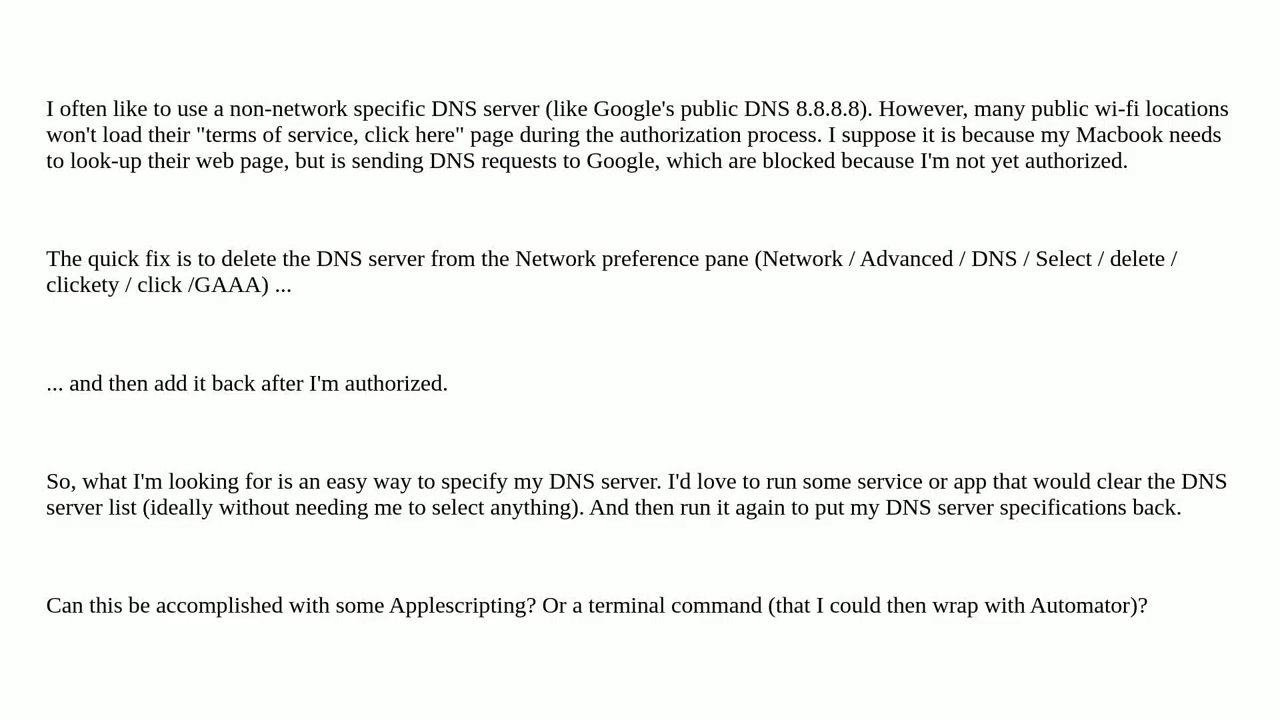 I often like to use a non-network specific DNS server (like Google's public DNS 8.8.8.8). However, many public wi-fi locations
won't load their "terms of service, click here" page during the authorization process. I suppose it is because my Macbook needs
to look-up their web page, but is sending DNS requests to Google, which are blocked because I'm not yet authorized.
The quick fix is to delete the DNS server from the Network preference pane (Network / Advanced / DNS / Select / delete /
clickety / click /GAAA) ...
... and then add it back after I'm authorized.
So, what I'm looking for is an easy way to specify my DNS server. I'd love to run some service or app that would clear the DNS
server list (ideally without needing me to select anything). And then run it again to put my DNS server specifications back.
Can this be accomplished with some Applescripting? Or a terminal command (that I could then wrap with Automator)?